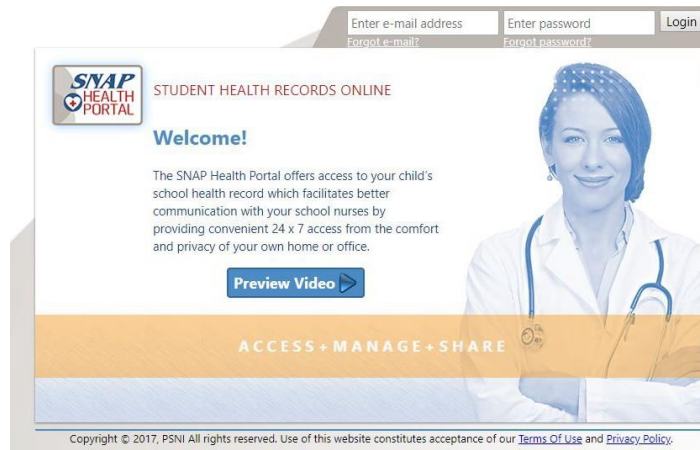 Enter e-mail address Enter password Login
Forgot e-mail? Forgot password?
SNAP
HEALTH
PORTAL
STUDENT HEALTH RECORDS ONLINE
Welcome!
The SNAP Health Portal offers access to your child's
school health record which facilitates better
communication with your school nurses by
providing convenient 24 x 7 access from the comfort
and privacy of your own home or office.
Preview Video
ACCESS+MANAGE+SHARE
Copyright © 2017, PSNI All rights reserved. Use of this website constitutes acceptance of our Terms Of Use and Privacy Policy.